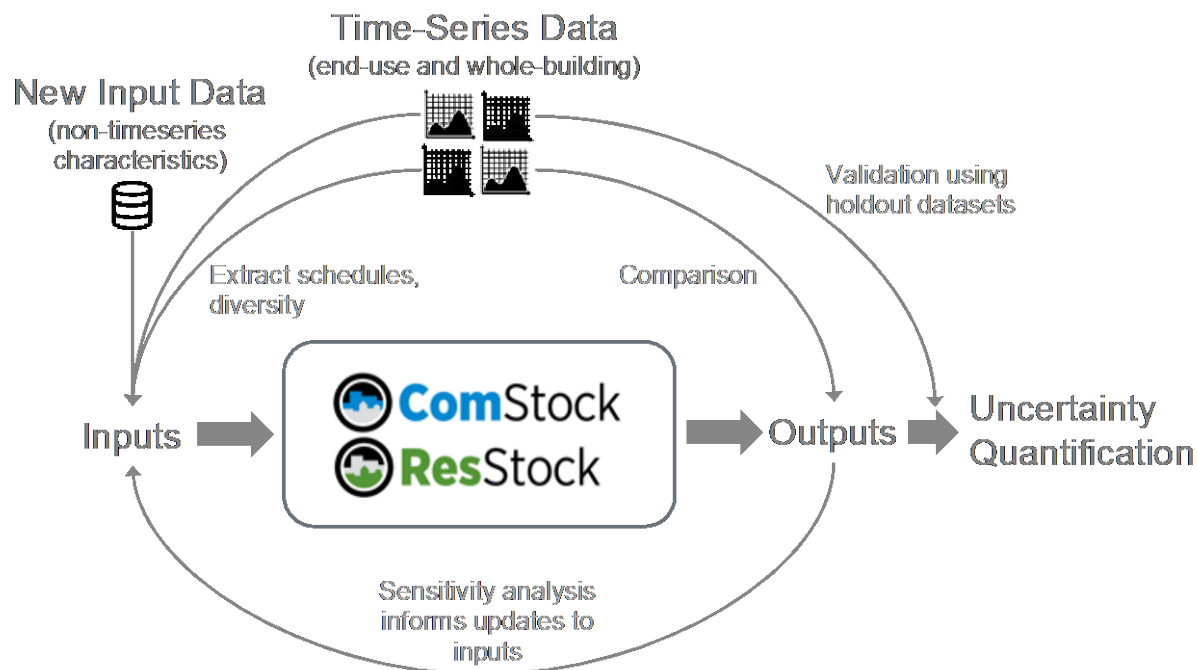 Time-Series Data
(end-use and whole-building)
New Input Data
(non-timeseries
characteristics)
Validation using
holdout datasets
Extract schedules,
diversity
Comparison
ComStock
ResStock
Inputs
Outputs
Uncertainty
Quantification
Sensitivity analysis
informs updates to
inputs